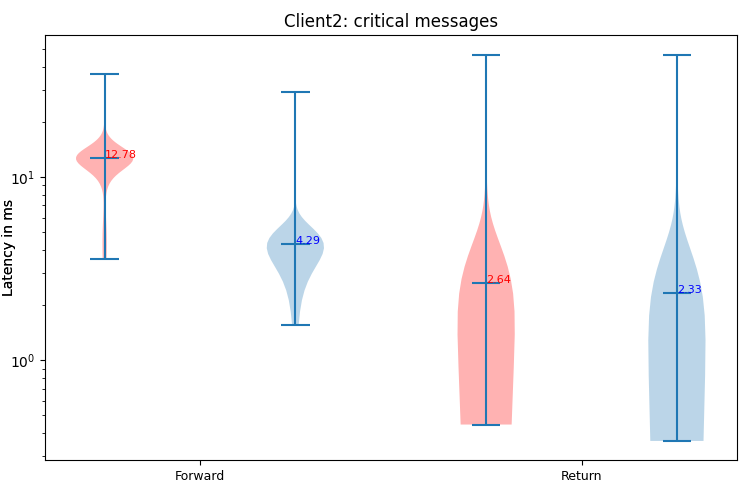 Client2: critical messages
Latency in ms
10¹
10⁰
12.78
4.29
2.64
2.33
Forward
Return